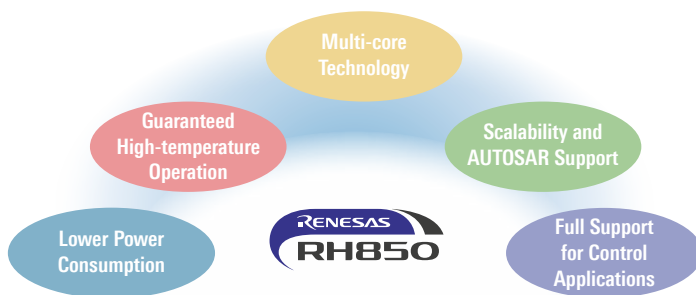 Multi-core
Technology
Guaranteed
High-temperature
Operation
Scalability and
AUTOSAR Support
Lower Power
Consumption
RENESAS
RH850
Full Support
for Control
Applications